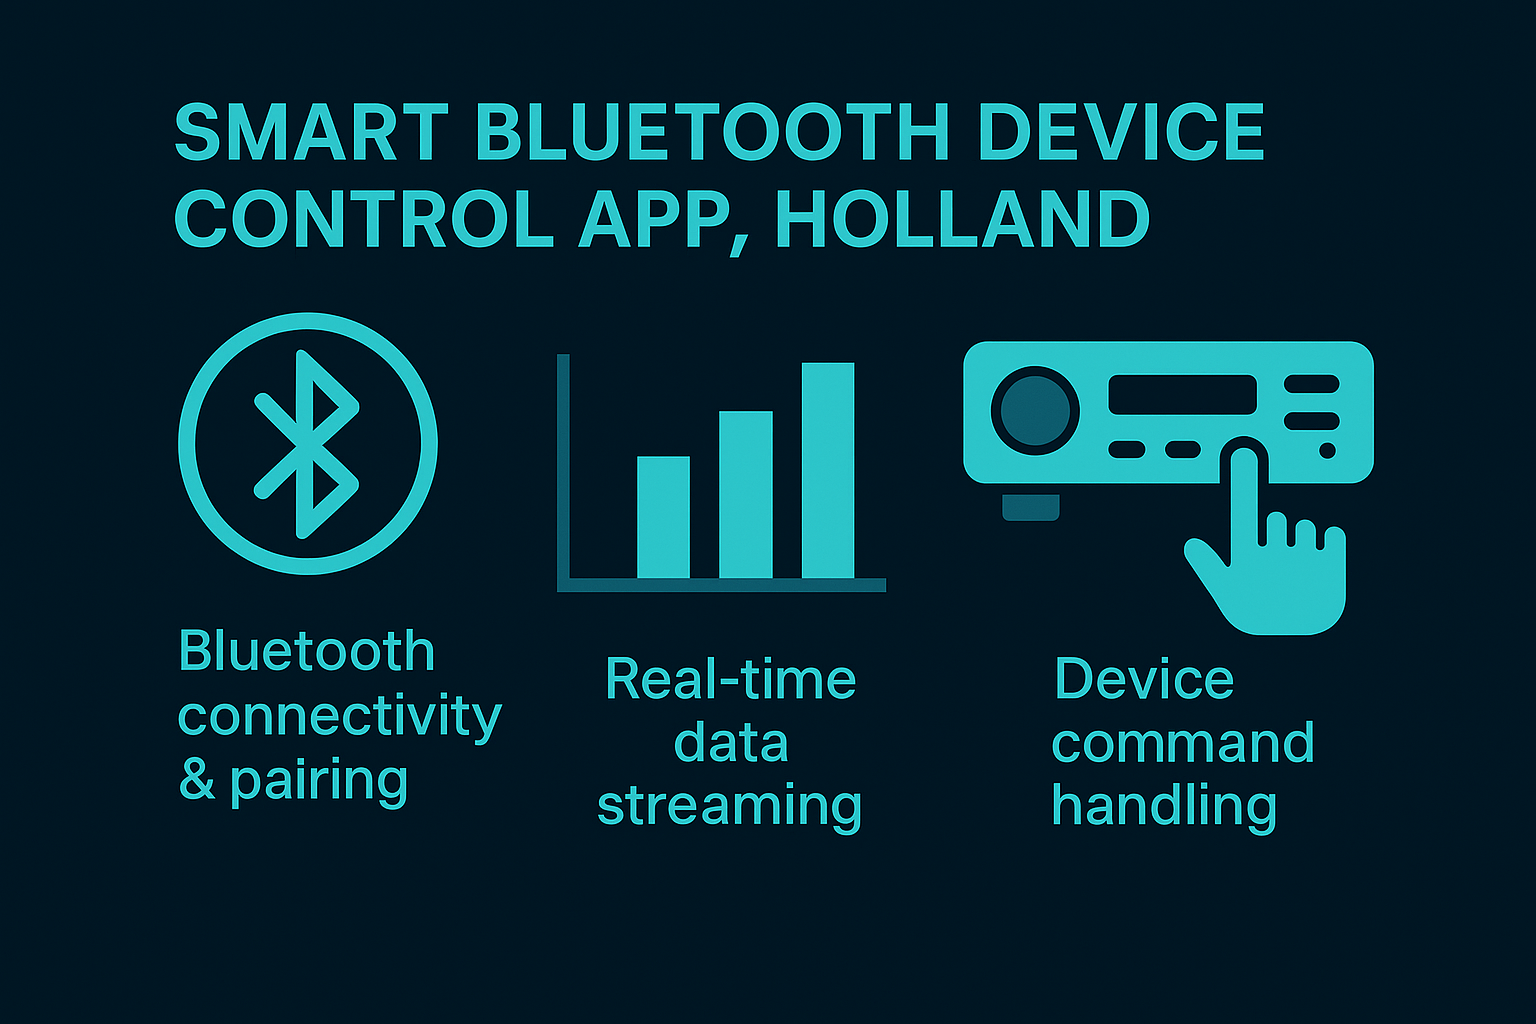 SMART BLUETOOTH DEVICE
CONTROL APP, HOLLAND
Bluetooth
connectivity
& pairing
Real-time
data
streaming
Device
command
handling